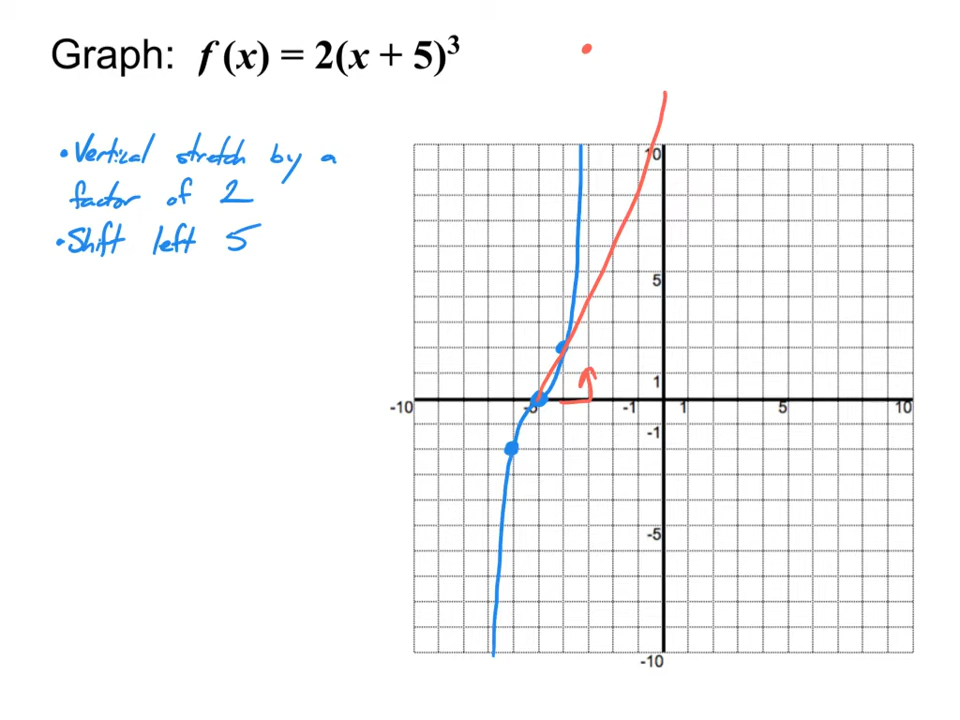 Graph: f (x) = 2(x + 5)³
•Vertical stretch by a
factor of 2
•Shift left 5
10
5
1
-10 -5 -1 1 5 10
-1
-5
-10